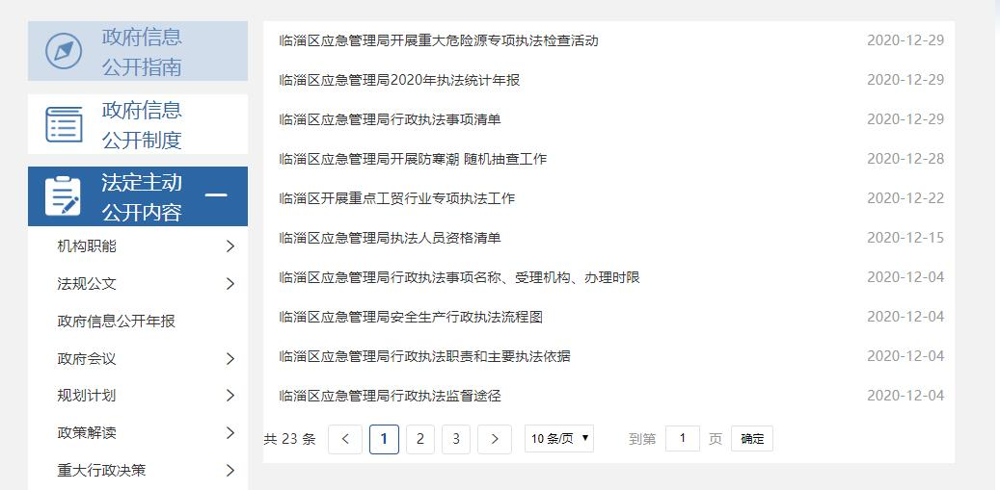 政府信息
公开指南
政府信息
公开制度
法定主动
公开内容
机构职能
法规公文
政府信息公开年报
政府会议
规划计划
政策解读
重大行政决策
临淄区应急管理局开展重大危险源专项执法检查活动 2020-12-29
临淄区应急管理局2020年执法统计年报 2020-12-29
临淄区应急管理局行政执法事项清单 2020-12-29
临淄区应急管理局开展防寒潮 随机抽查工作 2020-12-28
临淄区开展重点工贸行业专项执法工作 2020-12-22
临淄区应急管理局执法人员资格清单 2020-12-15
临淄区应急管理局行政执法事项名称、受理机构、办理时限 2020-12-04
临淄区应急管理局安全生产行政执法流程图 2020-12-04
临淄区应急管理局行政执法职责和主要执法依据 2020-12-04
临淄区应急管理局行政执法监督途径 2020-12-04
共 23 条 < 1 2 3 > 10 条/页 到第 1 页 确定